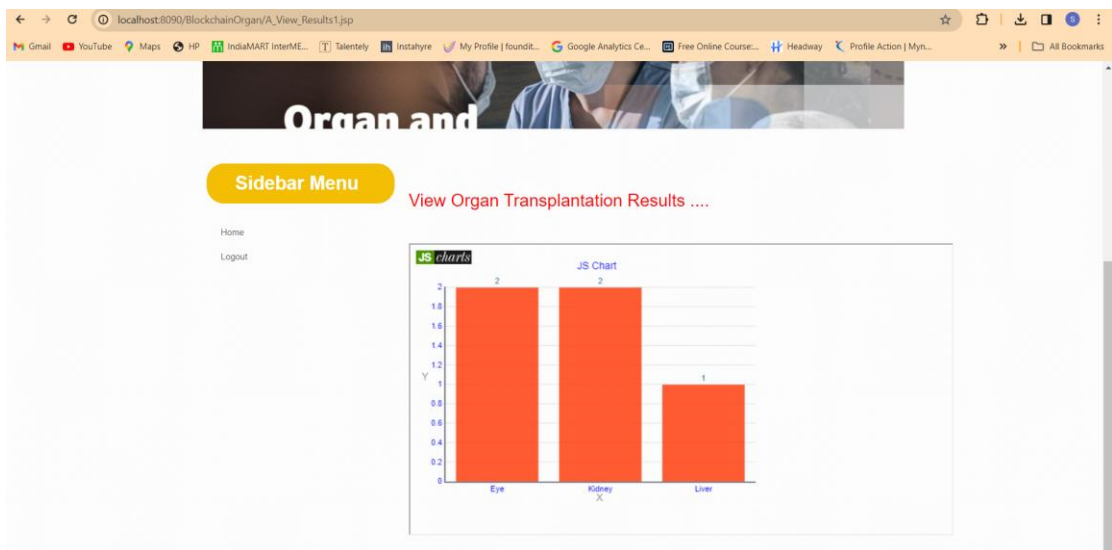 localhost:8090/BlockchainOrgan/A_View_Results1.jsp
S
Gmail YouTube Maps HP IndiaMART InterME... Talentely Instahyre My Profile | foundit... Google Analytics Ce... Free Online Course:... Headway Profile Action | Myn... » All Bookmarks
Organ and
Sidebar Menu
View Organ Transplantation Results ....
Home
Logout
JS charts
JS Chart
2 2
2
1.8
1.6
1.4
1.2
Y
1
1
0.8
0.6
0.4
0.2
0
Eye Kidney Liver
X